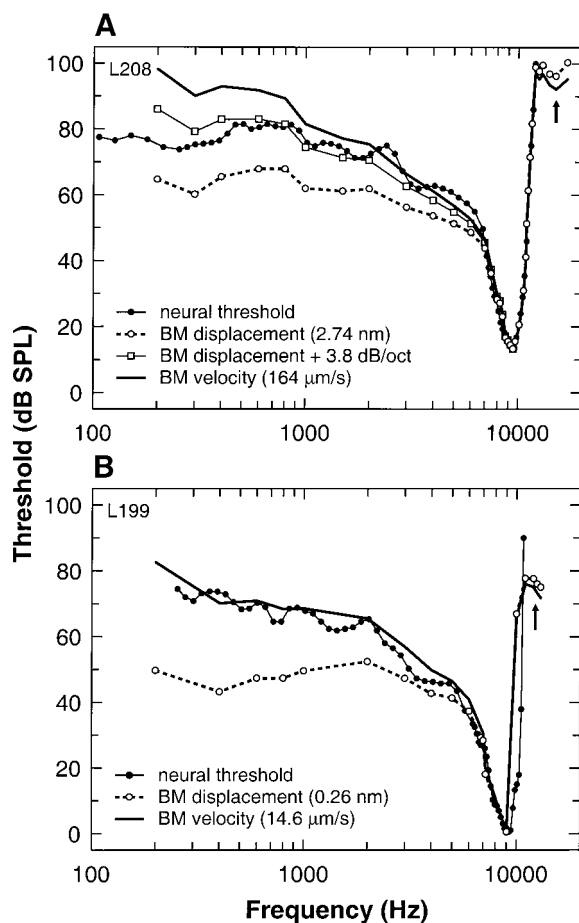 A
L208
100
80
60
40
20
0
neural threshold
BM displacement (2.74 nm)
BM displacement + 3.8 dB/oct
BM velocity (164 μm/s)
100 1000 10000
Threshold (dB SPL)
B
L199
100
80
60
40
20
0
neural threshold
BM displacement (0.26 nm)
BM velocity (14.6 μm/s)
100 1000 10000
Frequency (Hz)